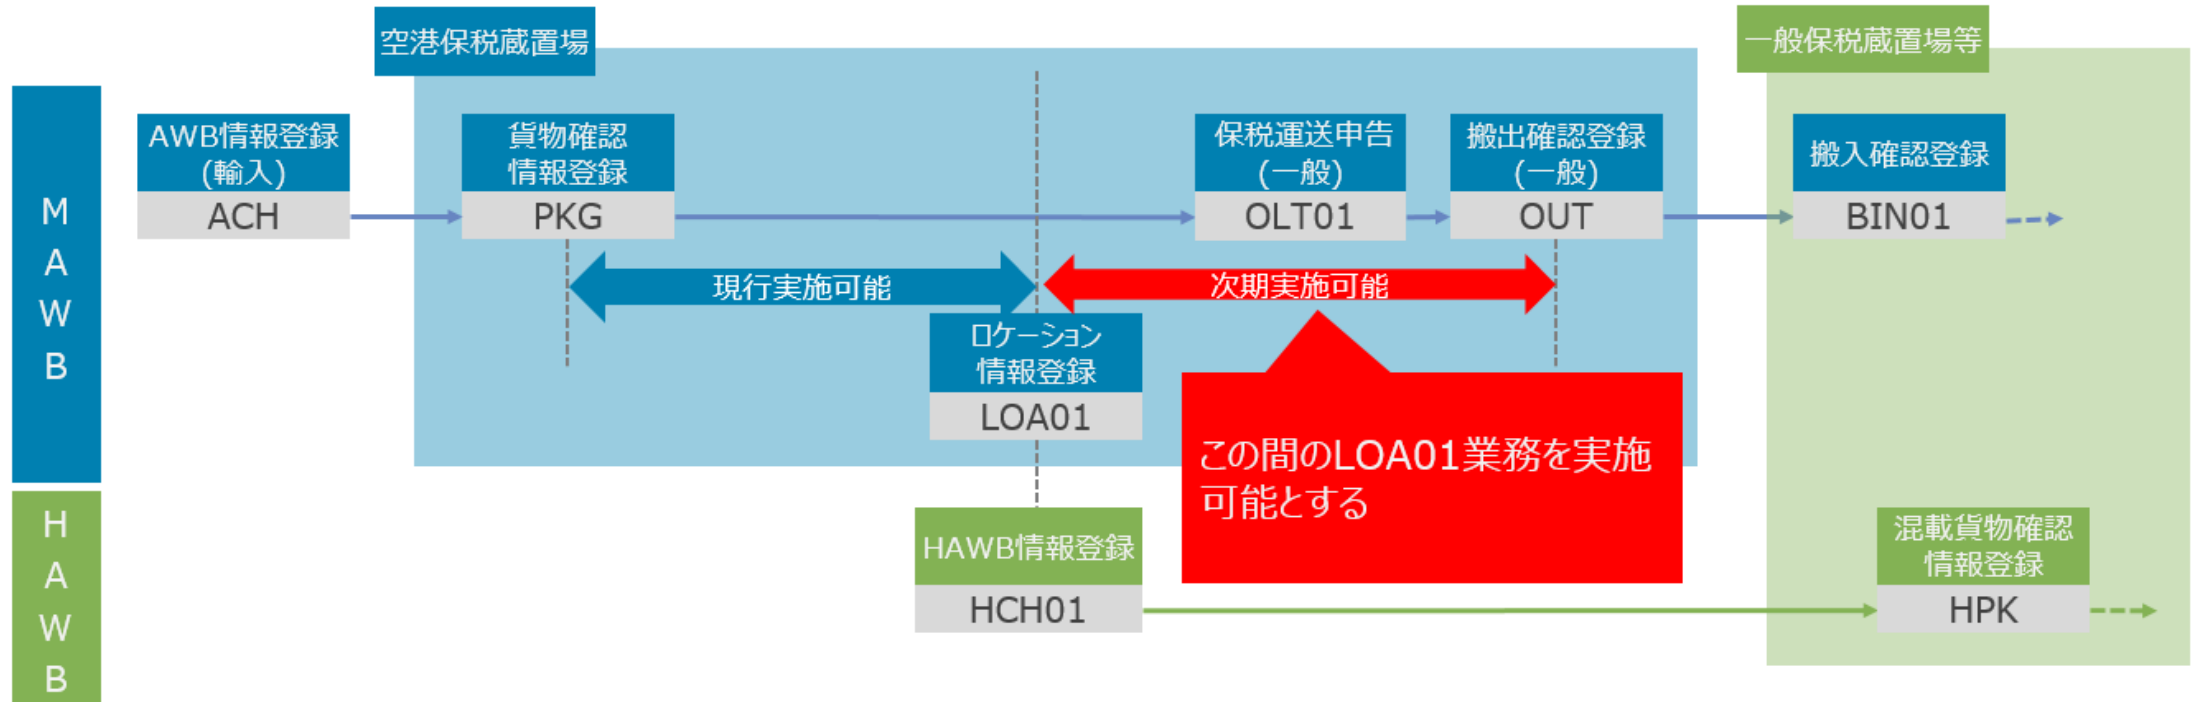 空港保税蔵置場
一般保税蔵置場等
M
A
W
B
AWB情報登録
(輸入)
ACH
貨物確認
情報登録
PKG
保税運送申告
(一般)
OLT01
搬出確認登録
(一般)
OUT
搬入確認登録
BIN01
現行実施可能
次期実施可能
ロケーション
情報登録
LOA01
この間のLOA01業務を実施
可能とする
H
A
W
B
HAWB情報登録
HCH01
混載貨物確認
情報登録
HPK